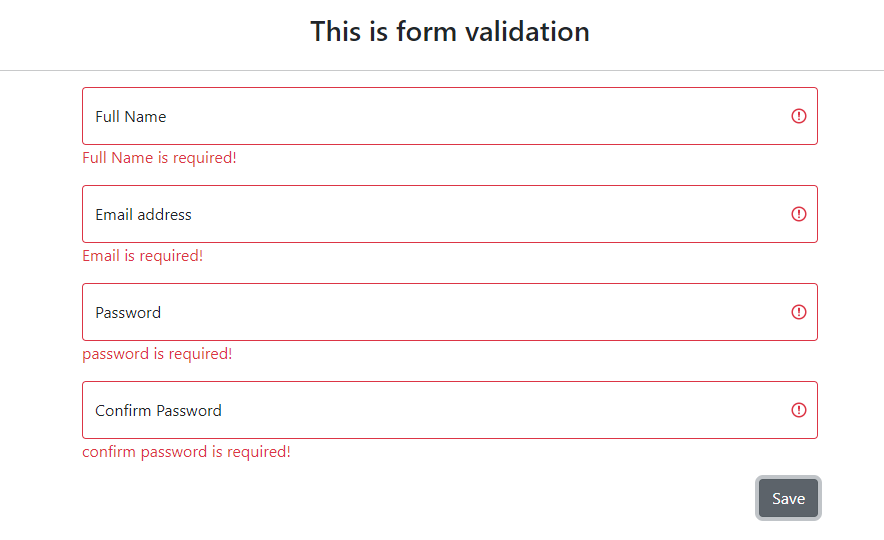 This is form validation
Full Name
Full Name is required!
Email address
Email is required!
Password
password is required!
Confirm Password
confirm password is required!
Save